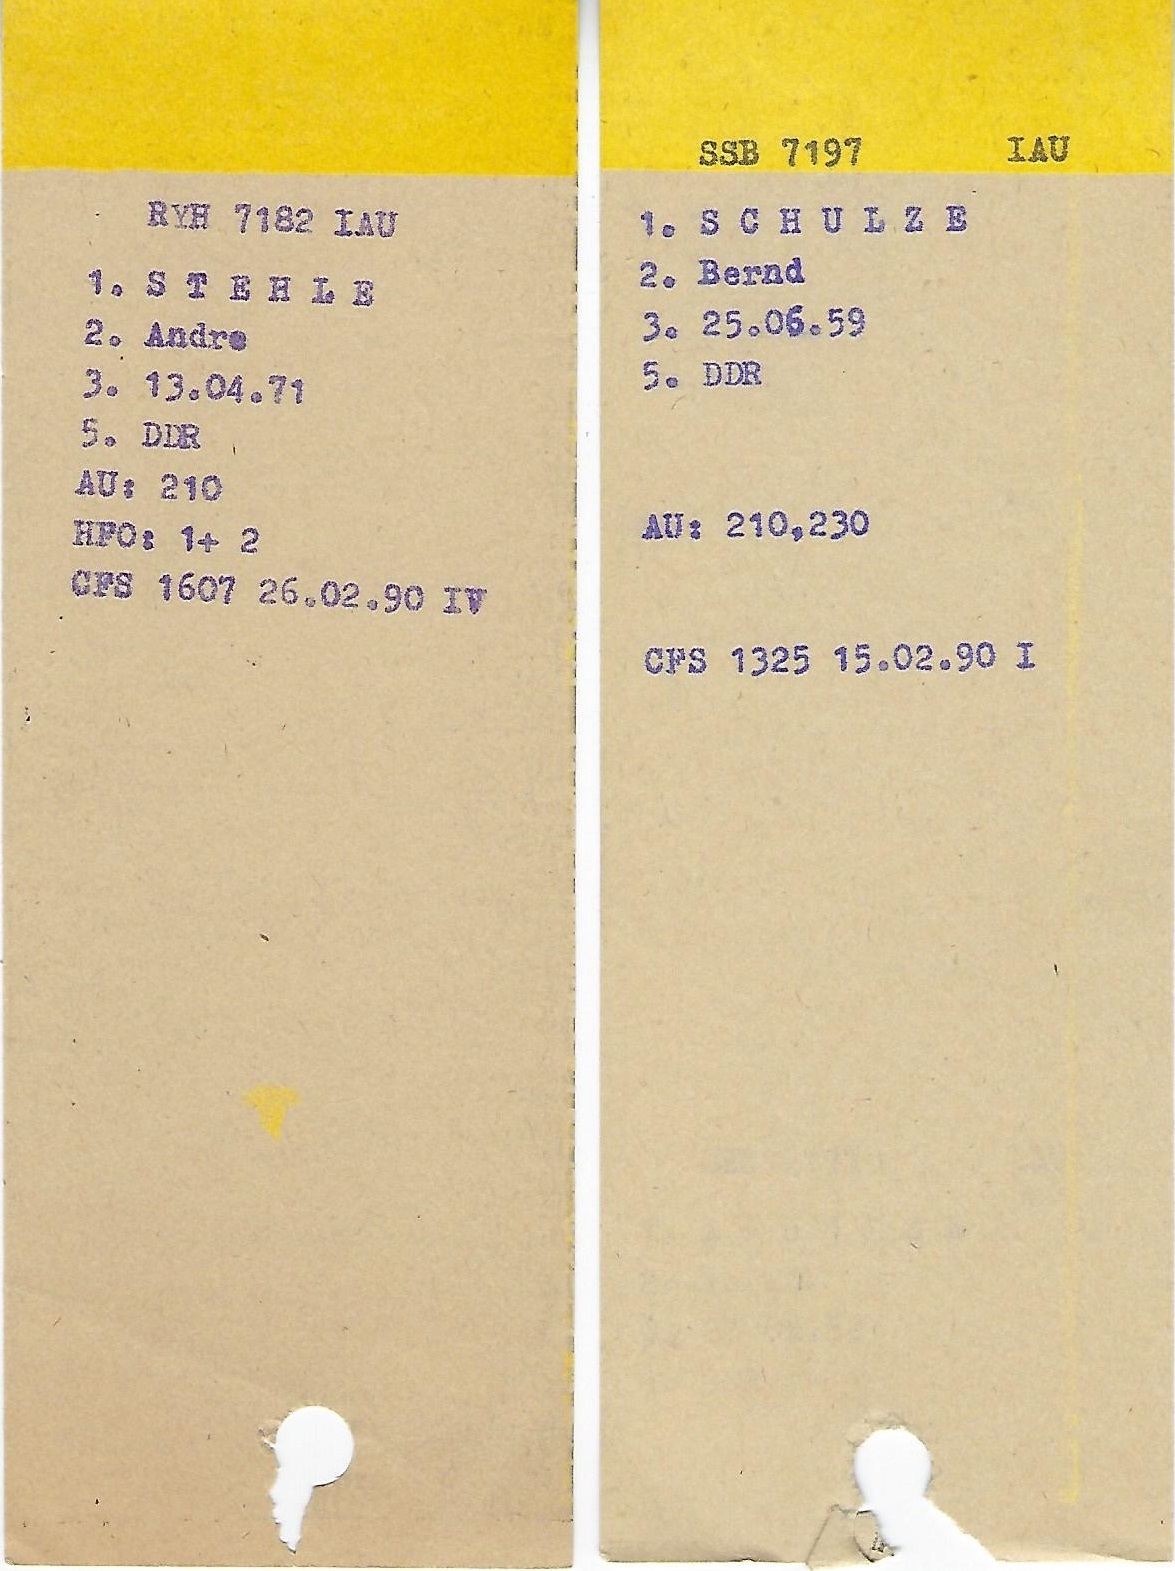 RYH 7182 IAU
1. S T E H L E
2. Andre
3. 13.04.71
5. DDR
AU: 210
HFO: 1+ 2
CFS 1607 26.02.90 IV
SSB 7197 IAU
1. S C H U L Z E
2. Bernd
3. 25.06.59
5. DDR
AU: 210,230
CFS 1325 15.02.90 I